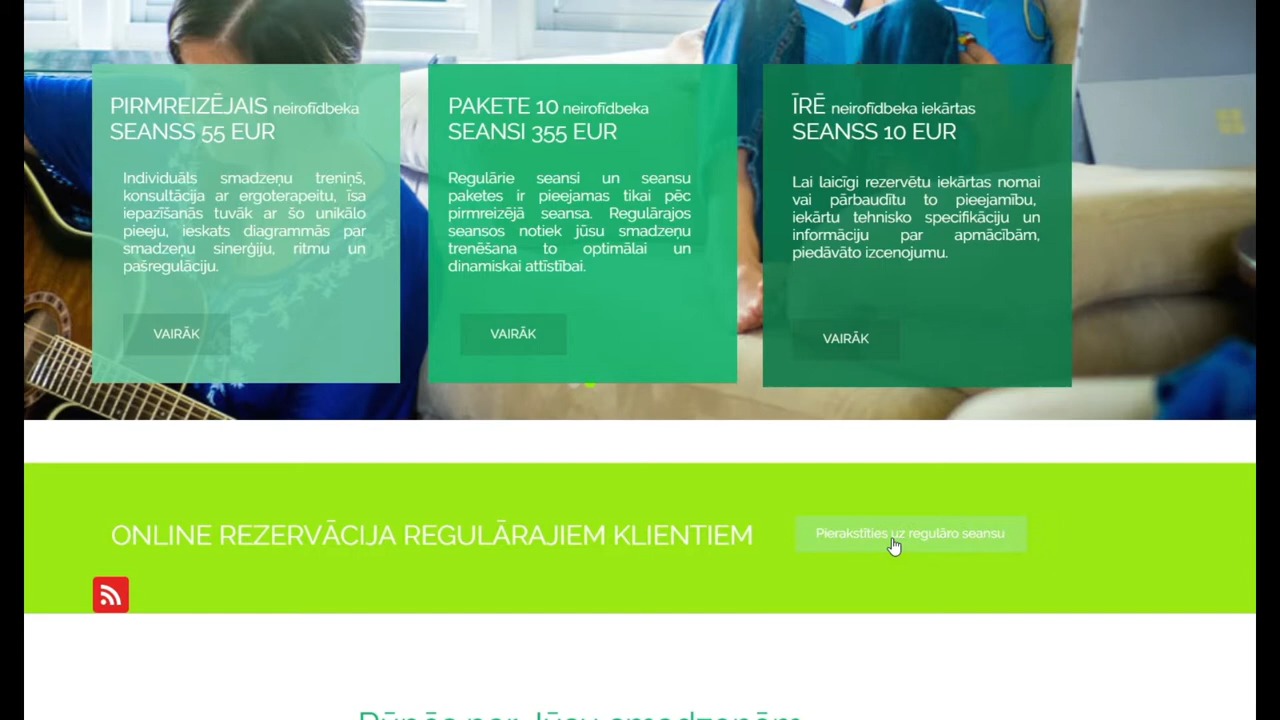 PIRMREIZĒJAIS neirofīdbeka
SEANSS 55 EUR
Individuāls smadzeņu treniņš,
konsultācija ar ergoterapeitu, īsa
iepazīšanās tuvāk ar šo unikālo
pieeju, ieskats diagrammās par
smadzeņu sinerģiju, ritmu un
pašregulāciju.
VAIRĀK
PAKETE 10 neirofīdbeka
SEANSI 355 EUR
Regulārie seansi un seansu
paketes ir pieejamas tikai pēc
pirmreizējā seansa. Regulārajos
seansos notiek jūsu smadzeņu
trenēšana to optimālai un
dinamiskai attīstībai.
VAIRĀK
ĪRĒ neirofīdbeka iekārtas
SEANSS 10 EUR
Lai laicīgi rezervētu iekārtas nomai
vai pārbaudītu to pieejamību,
iekārtu tehnisko specifikāciju un
informāciju par apmācībām,
piedāvāto izcenojumu.
VAIRĀK
ONLINE REZERVĀCIJA REGULĀRAJIEM KLIENTIEM
Pierakstīties uz regulāro seansu
Rūpēs par Jūsu smadzenēm